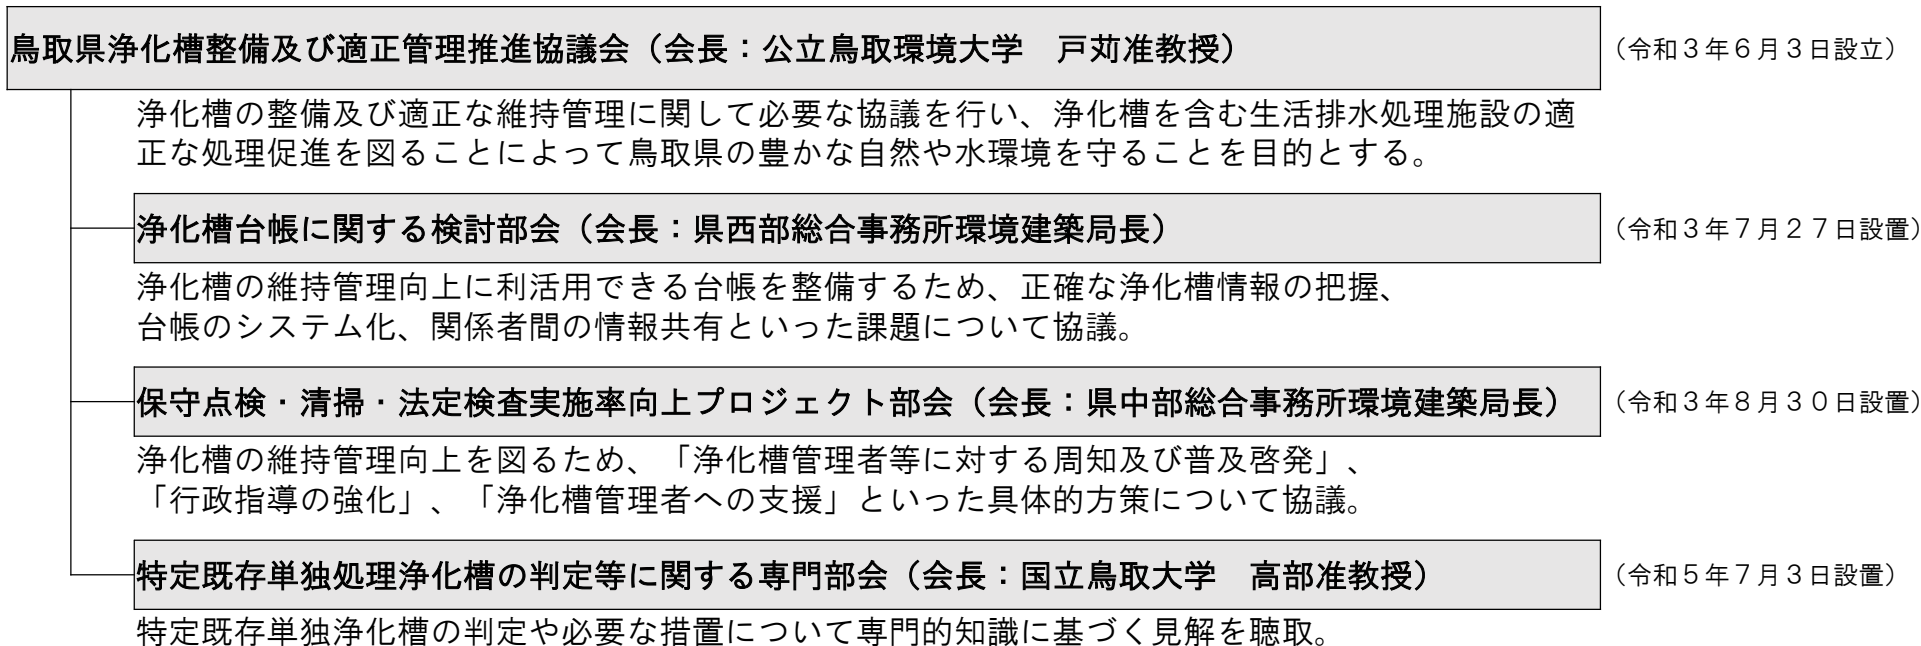 鳥取県浄化槽整備及び適正管理推進協議会（会長：公立鳥取環境大学　戸苅准教授）
（令和３年６月３日設立）
浄化槽の整備及び適正な維持管理に関して必要な協議を行い、浄化槽を含む生活排水処理施設の適
正な処理促進を図ることによって鳥取県の豊かな自然や水環境を守ることを目的とする。
浄化槽台帳に関する検討部会（会長：県西部総合事務所環境建築局長）
（令和３年７月２７日設置）
浄化槽の維持管理向上に利活用できる台帳を整備するため、正確な浄化槽情報の把握、
台帳のシステム化、関係者間の情報共有といった課題について協議。
保守点検・清掃・法定検査実施率向上プロジェクト部会（会長：県中部総合事務所環境建築局長）
（令和３年８月３０日設置）
浄化槽の維持管理向上を図るため、「浄化槽管理者等に対する周知及び普及啓発」、
「行政指導の強化」、「浄化槽管理者への支援」といった具体的方策について協議。
特定既存単独処理浄化槽の判定等に関する専門部会（会長：国立鳥取大学　高部准教授）
（令和５年７月３日設置）
特定既存単独浄化槽の判定や必要な措置について専門的知識に基づく見解を聴取。